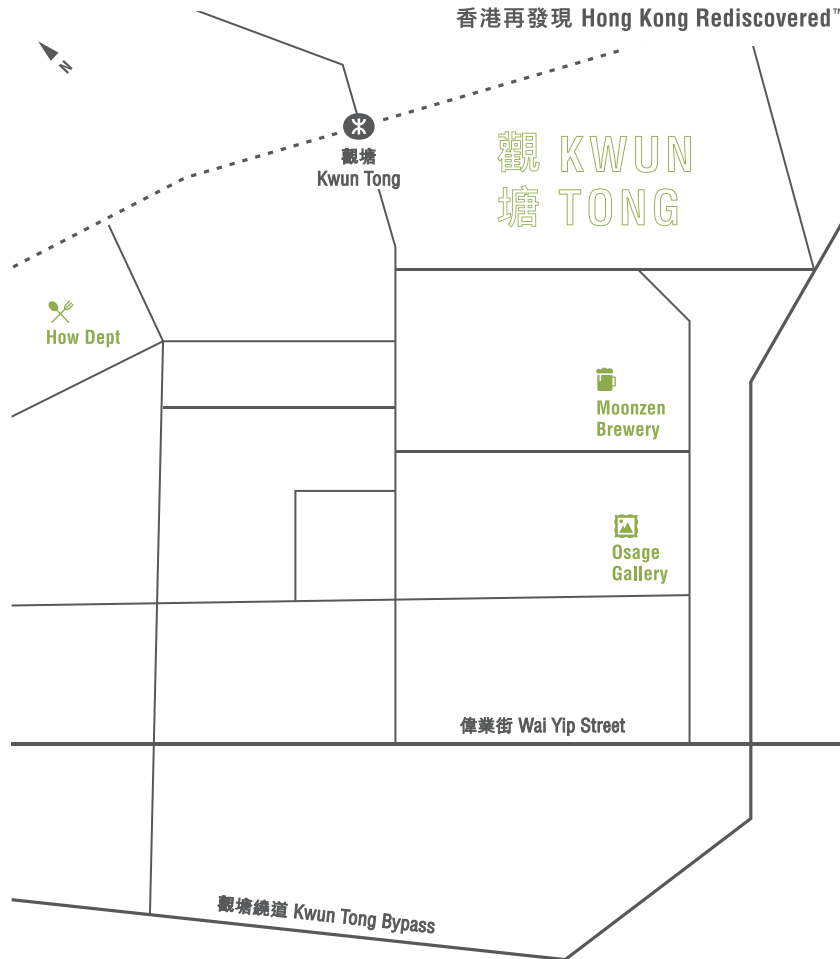 香港再發現 Hong Kong Rediscovered™
N
觀塘
Kwun Tong
觀 KWUN
塘 TONG
How Dept
Moonzen
Brewery
Osage
Gallery
偉業街 Wai Yip Street
觀塘繞道 Kwun Tong Bypass